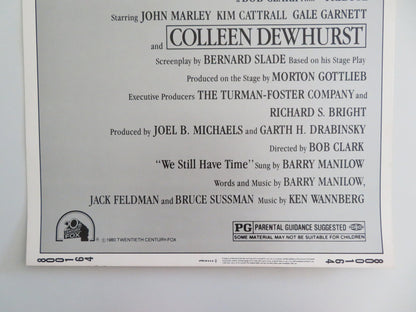 Starring JOHN MARLEY KIM CATTRALL GALE GARNETT
and COLLEEN DEWHURST
Screenplay by BERNARD SLADE Based on his Stage Play
Produced on the Stage by MORTON GOTTLIEB
Executive Producers THE TURMAN-FOSTER COMPANY and
RICHARD S. BRIGHT
Produced by JOEL B. MICHAELS and GARTH H. DRABINSKY
Directed by BOB CLARK
"We Still Have Time" Sung by BARRY MANILOW
Words and Music by BARRY MANILOW,
JACK FELDMAN and BRUCE SUSSMAN Music by KEN WANNBERG
FOX
© 1980 TWENTIETH CENTURY-FOX
PG PARENTAL GUIDANCE SUGGESTED
SOME MATERIAL MAY NOT BE SUITABLE FOR CHILDREN
800164
800164